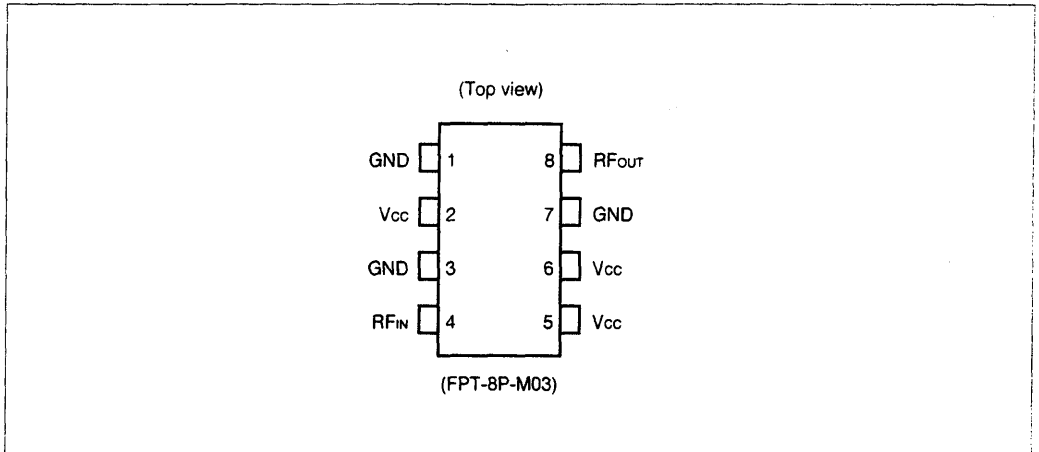 (Top view)
GND 1 8 RFOUT
Vcc 2 7 GND
GND 3 6 Vcc
RFIN 4 5 Vcc
(FPT-8P-M03)